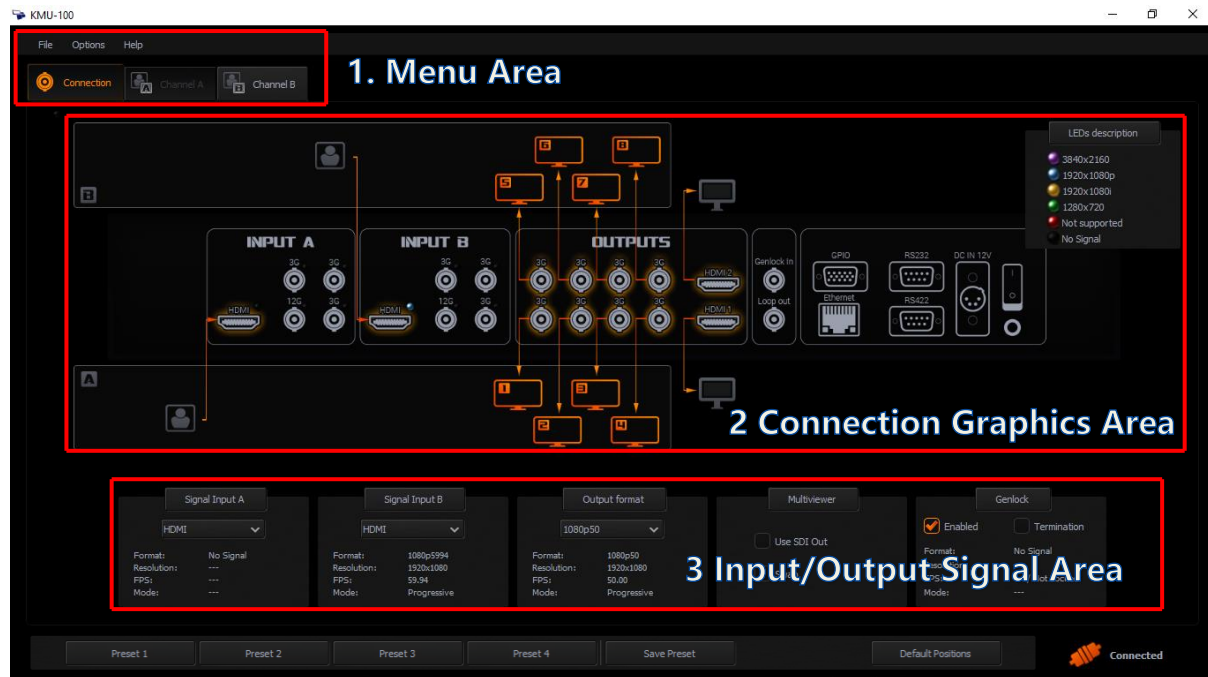 KMU-100
File Options Help
Connection Channel A Channel B
1. Menu Area
LEDs description
3840x2160
1920x1080p
1920x1080i
1280x720
Not supported
No Signal
6 8
5 7
B
INPUT A INPUT B OUTPUTS
3G 3G 3G 3G 3G 3G 3G 3G HDMI 2 Genlock In GPIO RS232 DC IN 12V
HDMI 12G 3G HDMI 12G 3G 3G 3G 3G 3G HDMI 1 Loop out Ethernet RS422
A
1 3
2 4
2 Connection Graphics Area
Signal Input A Signal Input B Output format Multiviewer Genlock
HDMI HDMI 1080p50 Use SDI Out Enabled Termination
Format: No Signal Format: 1080p5994 Format: 1080p50 Format: No Signal
Resolution: --- Resolution: 1920x1080 Resolution: 1920x1080
FPS: --- FPS: 59.94 FPS: 50.00
Mode: --- Mode: Progressive Mode: Progressive Mode: ---
3 Input/Output Signal Area
Preset 1 Preset 2 Preset 3 Preset 4 Save Preset Default Positions Connected